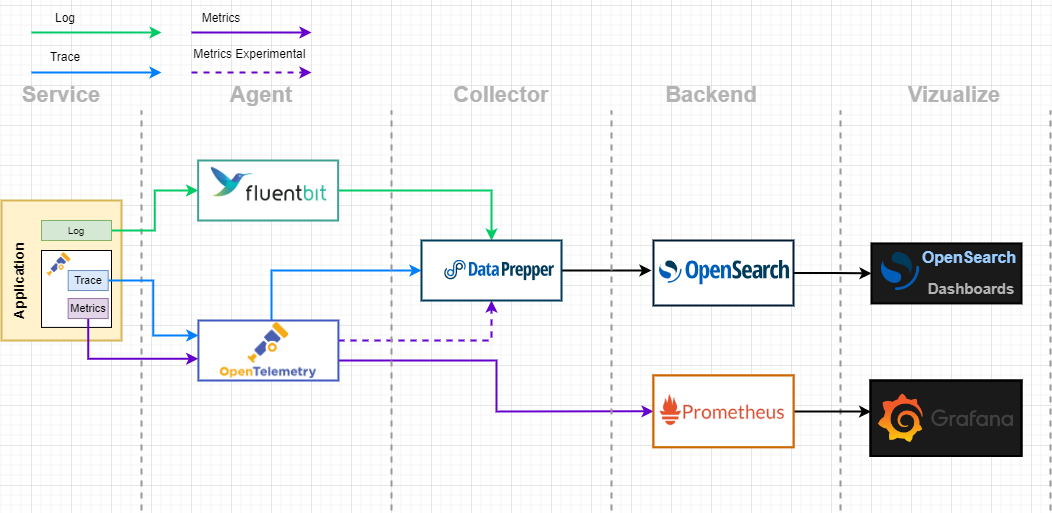 Log
Metrics
Trace
Metrics Experimental
Service
Agent
Collector
Backend
Vizualize
fluentbit
Application
Log
Trace
Metrics
OpenTelemetry
Data Prepper
OpenSearch
OpenSearch
Dashboards
Prometheus
Grafana